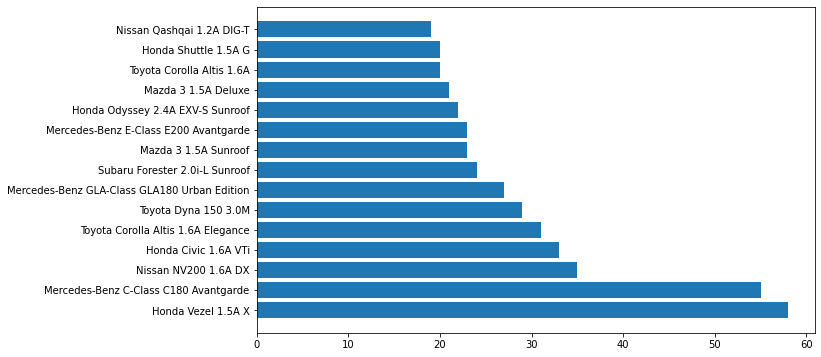 Nissan Qashqai 1.2A DIG-T
Honda Shuttle 1.5A G
Toyota Corolla Altis 1.6A
Mazda 3 1.5A Deluxe
Honda Odyssey 2.4A EXV-S Sunroof
Mercedes-Benz E-Class E200 Avantgarde
Mazda 3 1.5A Sunroof
Subaru Forester 2.0i-L Sunroof
Mercedes-Benz GLA-Class GLA180 Urban Edition
Toyota Dyna 150 3.0M
Toyota Corolla Altis 1.6A Elegance
Honda Civic 1.6A VTi
Nissan NV200 1.6A DX
Mercedes-Benz C-Class C180 Avantgarde
Honda Vezel 1.5A X
0 10 20 30 40 50 60